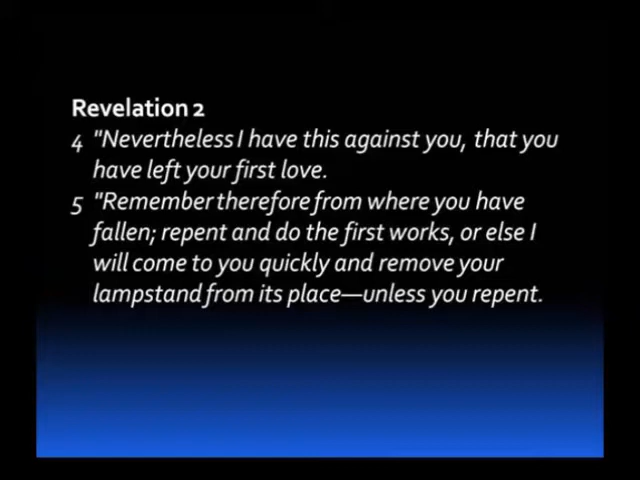 Revelation 2
4 "Nevertheless I have this against you, that you
have left your first love.
5 "Remember therefore from where you have
fallen; repent and do the first works, or else I
will come to you quickly and remove your
lampstand from its place—unless you repent.